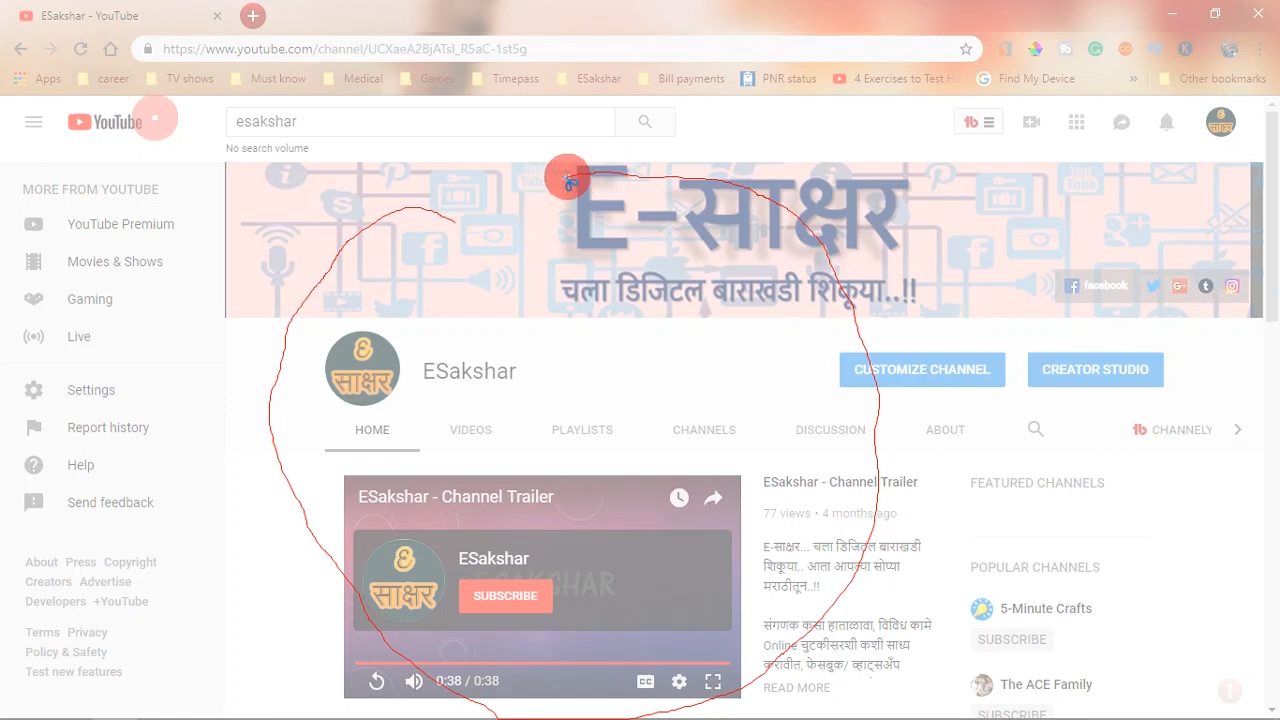 ESakshar - YouTube
https://www.youtube.com/channel/UCXaeA2BjATsl_R5aC-1st5g
Apps career TV shows Must know Medical Games Timepass ESakshar Bill payments PNR status 4 Exercises to Test H Find My Device » Other bookmarks
YouTube
esakshar
No search volume
MORE FROM YOUTUBE
YouTube Premium
Movies & Shows
Gaming
Live
Settings
Report history
Help
Send feedback
About Press Copyright
Creators Advertise
Developers +YouTube
Terms Privacy
Policy & Safety
Test new features
E-साक्षर
चला डिजिटल बाराखडी शिकूया..!!
facebook
साक्षर
ESakshar
CUSTOMIZE CHANNEL
CREATOR STUDIO
HOME VIDEOS PLAYLISTS CHANNELS DISCUSSION ABOUT CHANNELY
ESakshar - Channel Trailer
साक्षर
ESakshar
SUBSCRIBE
0:38 / 0:38
ESakshar - Channel Trailer
77 views • 4 months ago
E-साक्षर... चला डिजिटल बाराखडी
शिकूया.. आता आपल्या सोप्या
मराठीतून..!!
संगणक कसा हाताळावा, विविध कामे
Online चुटकीसरशी कशी साध्य
करावीत, फेसबुक/ व्हाट्सअँप
READ MORE
FEATURED CHANNELS
POPULAR CHANNELS
5-Minute Crafts
SUBSCRIBE
The ACE Family
SUBSCRIBE